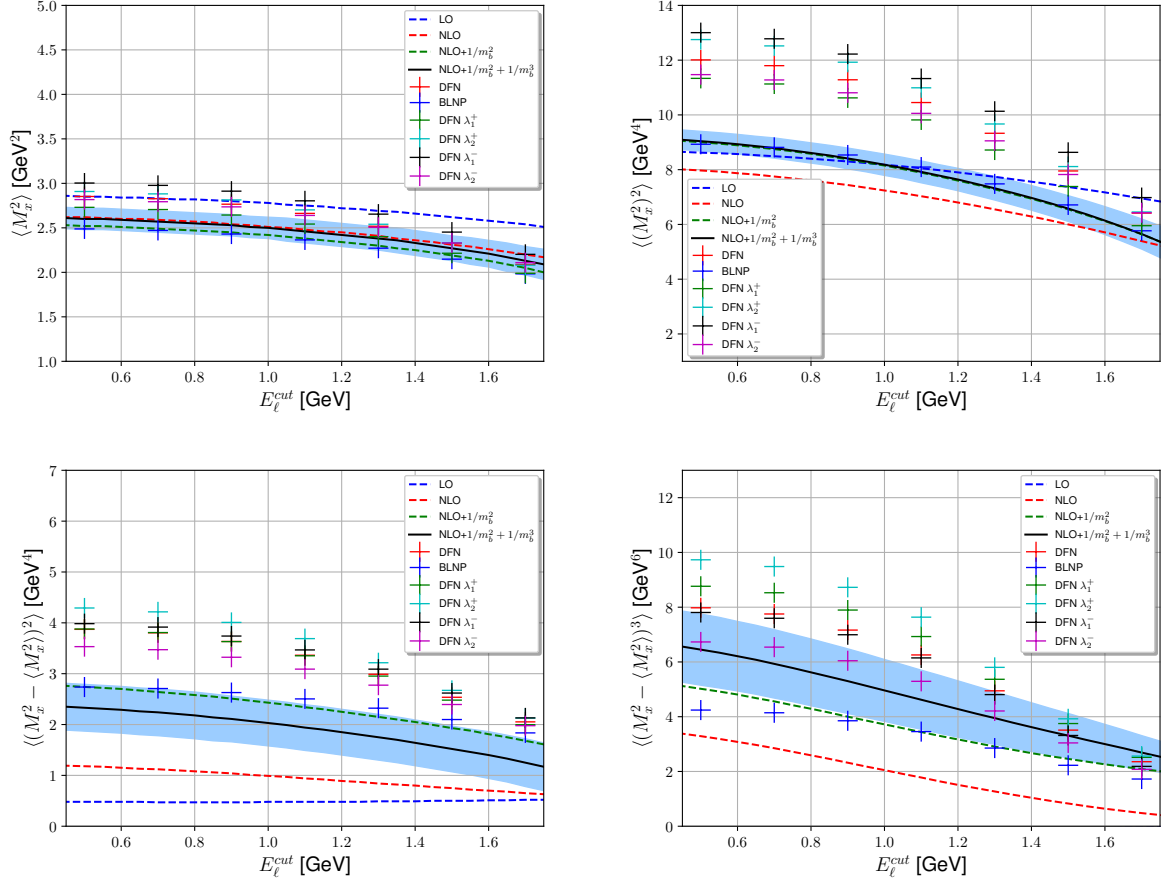 5.0
4.5
4.0
3.5
3.0
2.5
2.0
1.5
1.0
⟨M_x^2⟩ [GeV^2]
0.6 0.8 1.0 1.2 1.4 1.6
E_ℓ^{cut} [GeV]
LO
NLO
NLO+1/m_b^2
NLO+1/m_b^2 + 1/m_b^3
DFN
BLNP
DFN λ_1^+
DFN λ_2^+
DFN λ_1^-
DFN λ_2^-
14
12
10
8
6
4
2
⟨(M_x^2)^2⟩ [GeV^4]
0.6 0.8 1.0 1.2 1.4 1.6
E_ℓ^{cut} [GeV]
LO
NLO
NLO+1/m_b^2
NLO+1/m_b^2 + 1/m_b^3
DFN
BLNP
DFN λ_1^+
DFN λ_2^+
DFN λ_1^-
DFN λ_2^-
7
6
5
4
3
2
1
0
⟨(M_x^2 − ⟨M_x^2⟩)^2⟩ [GeV^4]
0.6 0.8 1.0 1.2 1.4 1.6
E_ℓ^{cut} [GeV]
LO
NLO
NLO+1/m_b^2
NLO+1/m_b^2 + 1/m_b^3
DFN
BLNP
DFN λ_1^+
DFN λ_2^+
DFN λ_1^-
DFN λ_2^-
12
10
8
6
4
2
0
⟨(M_x^2 − ⟨M_x^2⟩)^3⟩ [GeV^6]
0.6 0.8 1.0 1.2 1.4 1.6
E_ℓ^{cut} [GeV]
LO
NLO
NLO+1/m_b^2
NLO+1/m_b^2 + 1/m_b^3
DFN
BLNP
DFN λ_1^+
DFN λ_2^+
DFN λ_1^-
DFN λ_2^-